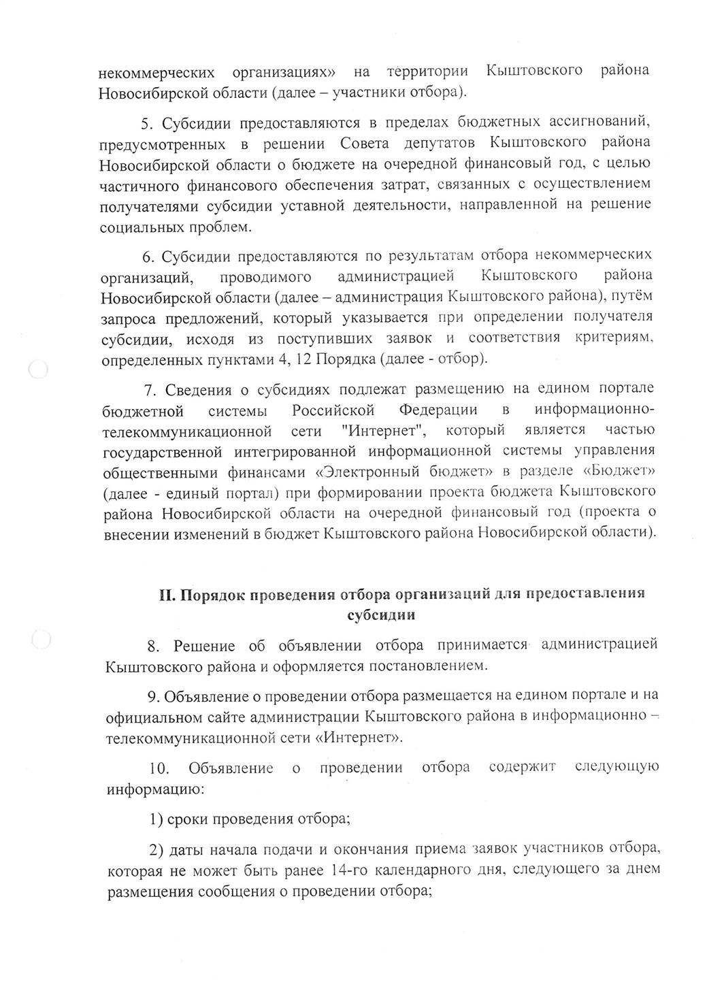 некоммерческих организациях» на территории Кыштовского района
Новосибирской области (далее – участники отбора).
5. Субсидии предоставляются в пределах бюджетных ассигнований,
предусмотренных в решении Совета депутатов Кыштовского района
Новосибирской области о бюджете на очередной финансовый год, с целью
частичного финансового обеспечения затрат, связанных с осуществлением
получателями субсидии уставной деятельности, направленной на решение
социальных проблем.
6. Субсидии предоставляются по результатам отбора некоммерческих
организаций, проводимого администрацией Кыштовского района
Новосибирской области (далее – администрация Кыштовского района), путём
запроса предложений, который указывается при определении получателя
субсидии, исходя из поступивших заявок и соответствия критериям,
определенных пунктами 4, 12 Порядка (далее - отбор).
7. Сведения о субсидиях подлежат размещению на едином портале
бюджетной системы Российской Федерации в информационно-
телекоммуникационной сети "Интернет", который является частью
государственной интегрированной информационной системы управления
общественными финансами «Электронный бюджет» в разделе «Бюджет»
(далее - единый портал) при формировании проекта бюджета Кыштовского
района Новосибирской области на очередной финансовый год (проекта о
внесении изменений в бюджет Кыштовского района Новосибирской области).
II. Порядок проведения отбора организаций для предоставления
субсидии
8. Решение об объявлении отбора принимается администрацией
Кыштовского района и оформляется постановлением.
9. Объявление о проведении отбора размещается на едином портале и на
официальном сайте администрации Кыштовского района в информационно –
телекоммуникационной сети «Интернет».
10. Объявление о проведении отбора содержит следующую
информацию:
1) сроки проведения отбора;
2) даты начала подачи и окончания приема заявок участников отбора,
которая не может быть ранее 14-го календарного дня, следующего за днем
размещения сообщения о проведении отбора;